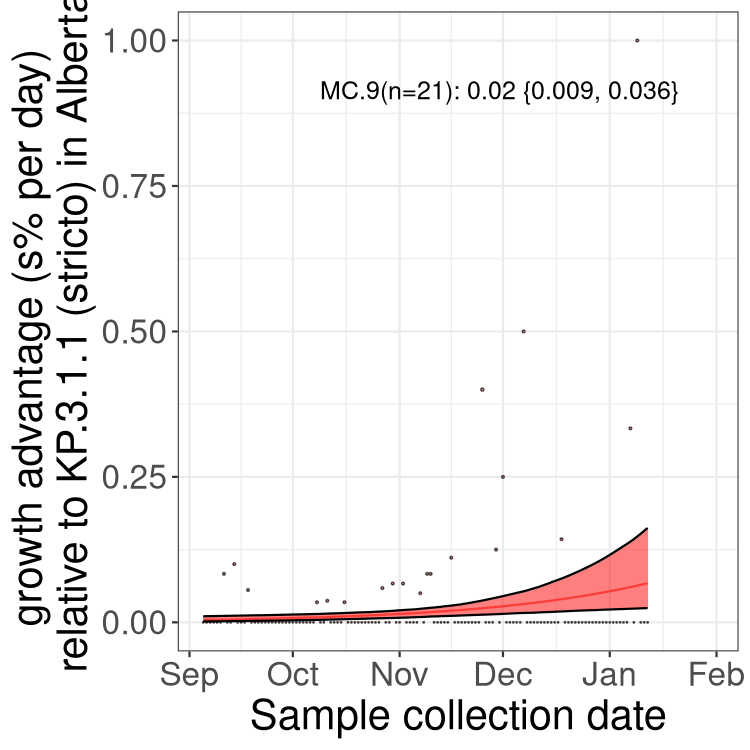 growth advantage (s% per day)
relative to KP.3.1.1 (stricto) in Alberta
1.00
0.75
0.50
0.25
0.00
MC.9(n=21): 0.02 {0.009, 0.036}
Sep Oct Nov Dec Jan Feb
Sample collection date